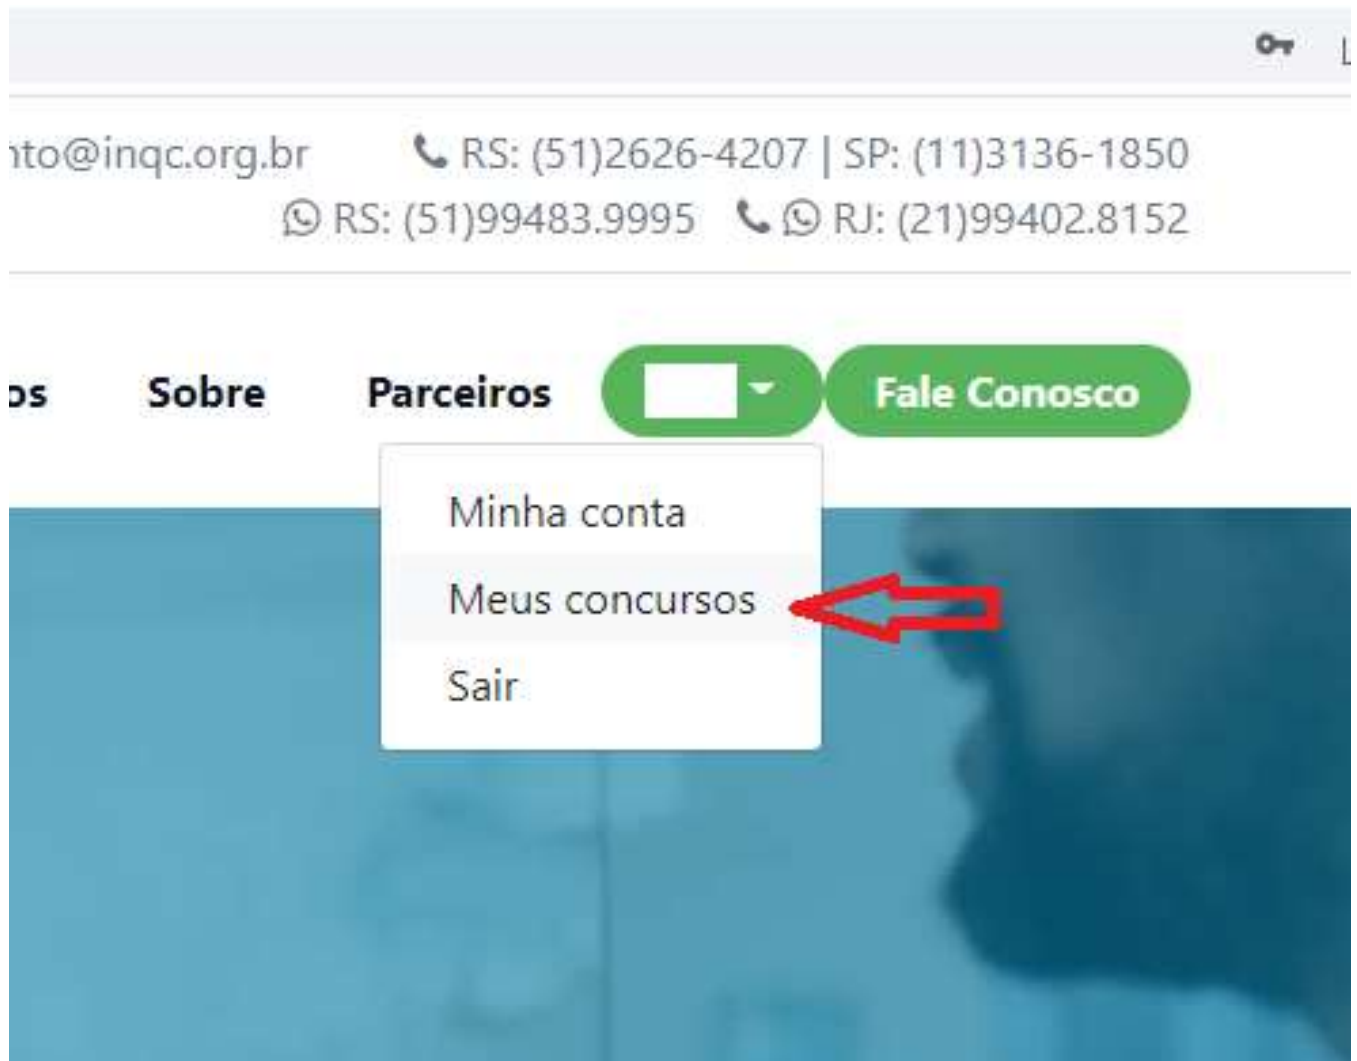 nto@inqc.org.br RS: (51)2626-4207 | SP: (11)3136-1850
RS: (51)99483.9995 RJ: (21)99402.8152
os Sobre Parceiros Fale Conosco
Minha conta
Meus concursos
Sair